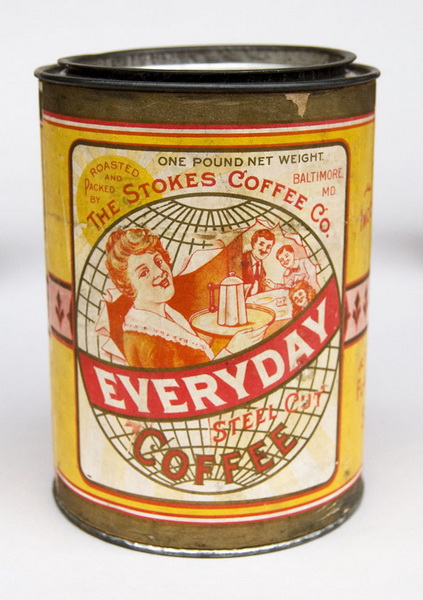 ONE POUND NET WEIGHT.
ROASTED
AND
PACKED
BY
THE STOKES COFFEE CO.
BALTIMORE,
MD.
EVERYDAY
STEEL CUT
COFFEE